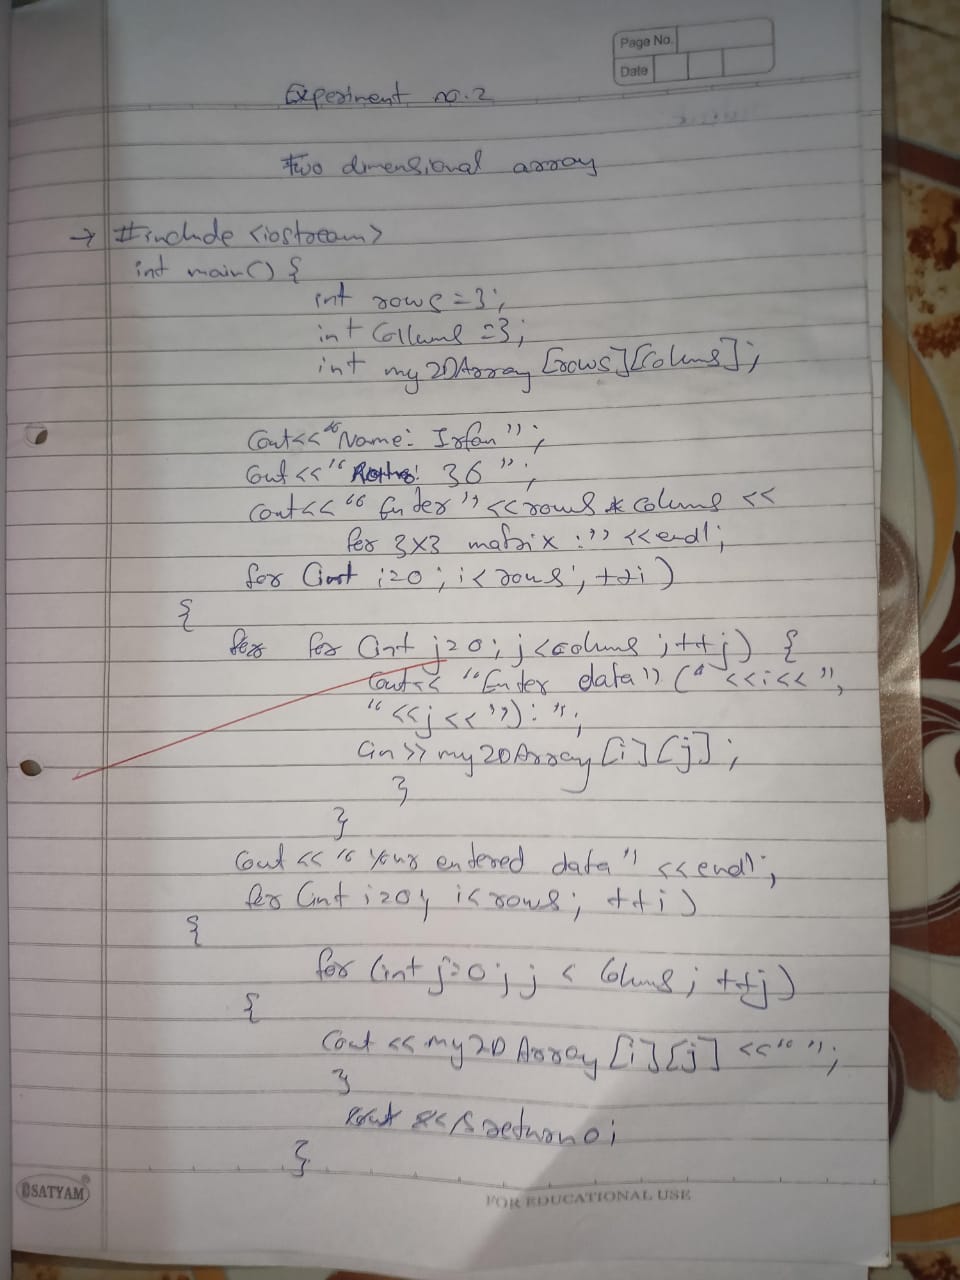 Page No.
Date
Experiment no.2
Two dimensional array
→ #include <iostream>
int main() {
int rows = 3;
int Collums = 3;
int my2DArray [rows][Colums];
Cout<<"Name: Irfan";
Cout <<" 36 ";
Cout<< "Enter" <<rows * Colums <<
for 3x3 matrix :" <<endl;
for (int i=0; i< rows; ++i)
{
for for (int j=0; j <colums ; ++j) {
Cout<< "Enter data" (" <<i<< ",
" <<j << "): ";
Cin >> my2DArray [i] [j] ;
}
}
Cout << " Your entered data" <<endl;
for (int i=0; i< rows; ++i)
{
for (int j=0; j < Colums ; ++j)
{
Cout << my2DArray [i] [j] <<" ";
}
return 0;
}
SATYAM
FOR EDUCATIONAL USE